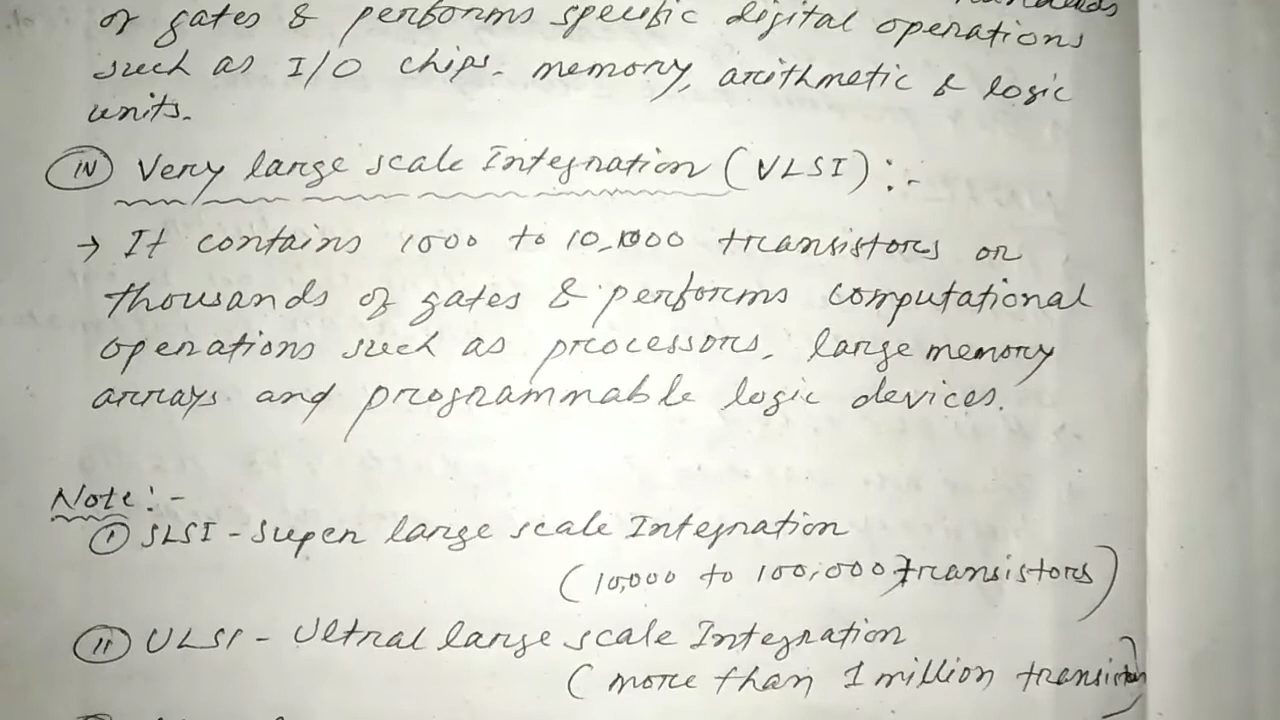 of gates & performs specific digital operations
such as I/O chips. memory, arithmetic & logic
units.
(iv) Very large scale Integration (VLSI):-
→ It contains 1000 to 10,000 transistors or
thousands of gates & performs computational
operations such as processors, large memory
arrays and programmable logic devices.
Note:-
(i) SLSI - Super large scale Integration
(10,000 to 100,000 transistors)
(ii) ULSI - Ultral large scale Integration
(more than 1 million transistors)